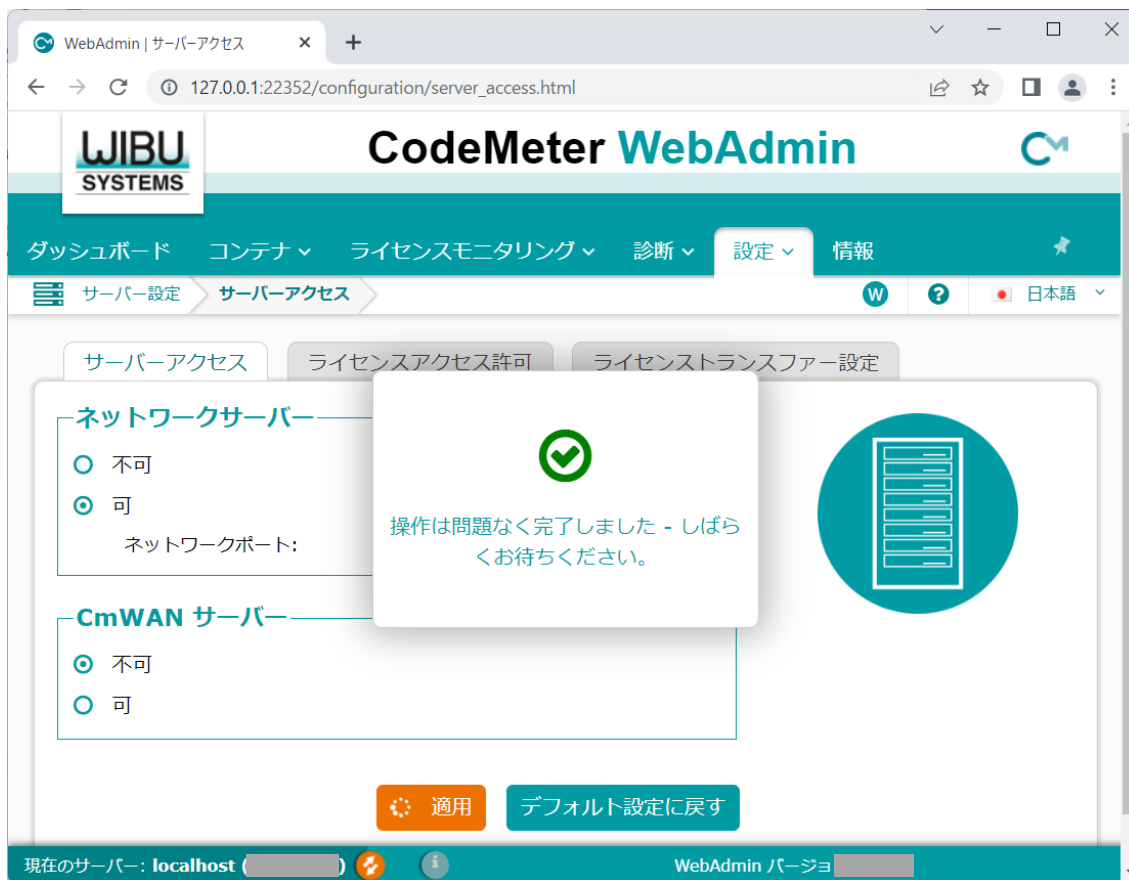 WebAdmin | サーバーアクセス
127.0.0.1:22352/configuration/server_access.html
WIBU
SYSTEMS
CodeMeter WebAdmin
ダッシュボード コンテナ ライセンスモニタリング 診断 設定 情報
サーバー設定 サーバーアクセス W ? 日本語
サーバーアクセス ライセンスアクセス許可 ライセンストランスファー設定
ネットワークサーバー
不可
可
ネットワークポート:
操作は問題なく完了しました - しばら
くお待ちください。
CmWAN サーバー
不可
可
適用 デフォルト設定に戻す
現在のサーバー: localhost ( ) WebAdmin バージョ